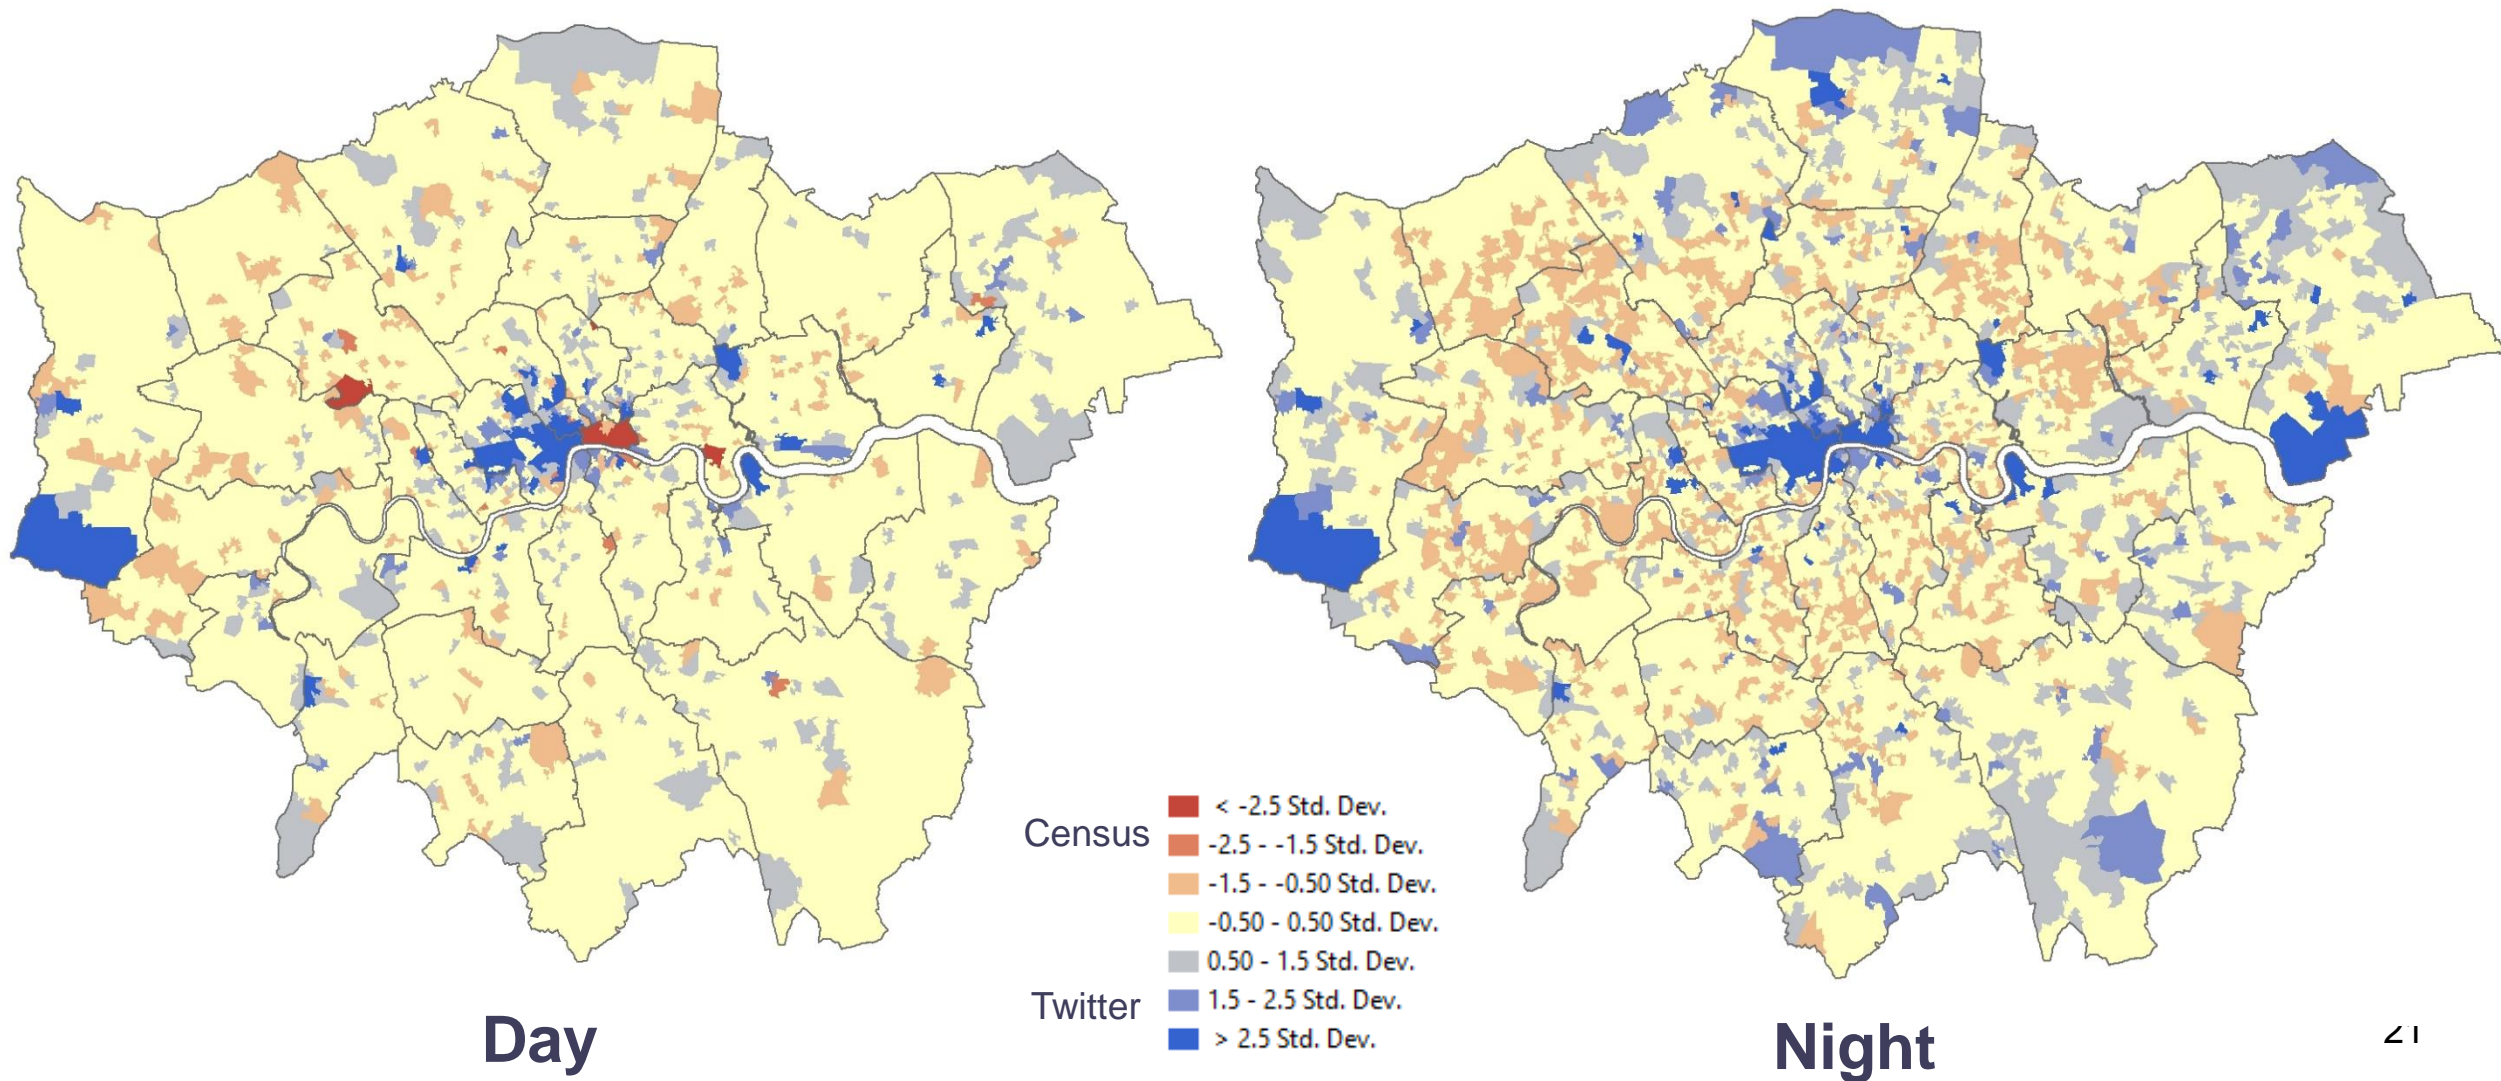 Census
Twitter
< -2.5 Std. Dev.
-2.5 - -1.5 Std. Dev.
-1.5 - -0.50 Std. Dev.
-0.50 - 0.50 Std. Dev.
0.50 - 1.5 Std. Dev.
1.5 - 2.5 Std. Dev.
> 2.5 Std. Dev.
Day
Night
21